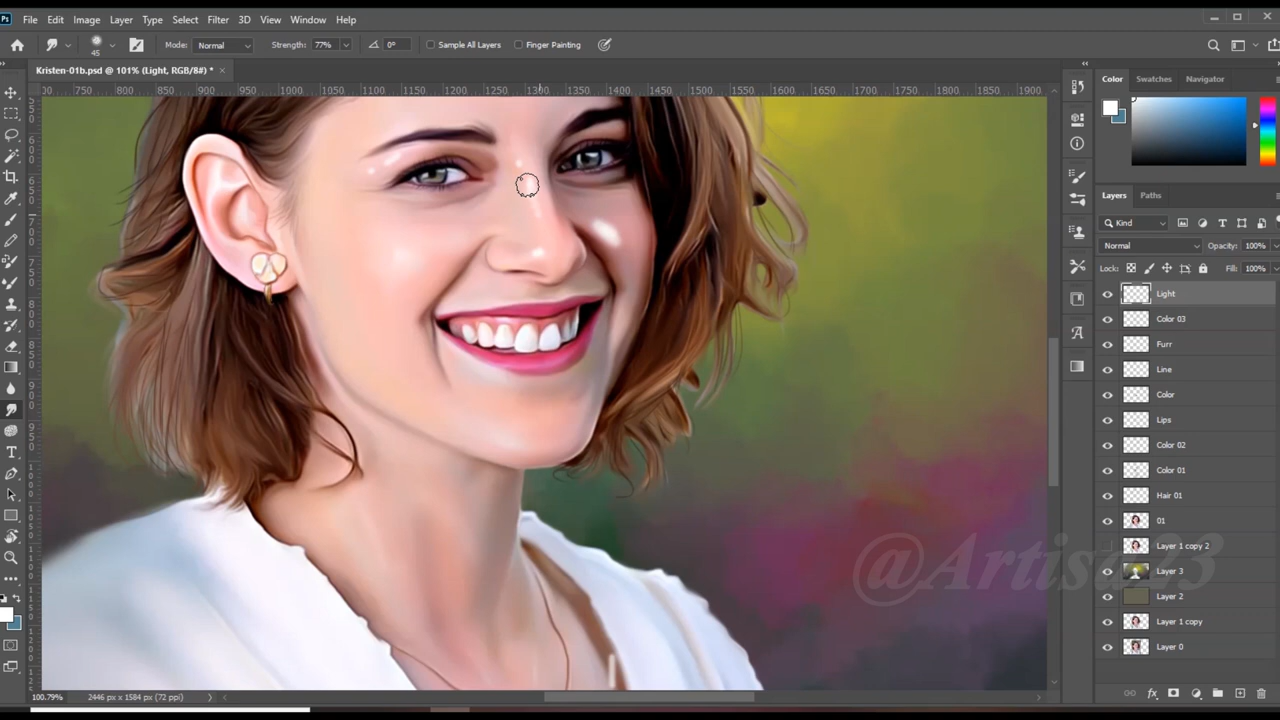 Ps File Edit Image Layer Type Select Filter 3D View Window Help
45 Mode: Normal Strength: 77% 0° Sample All Layers Finger Painting
Kristen-01b.psd @ 101% (Light, RGB/8#) * ×
750 800 850 900 950 1000 1050 1100 1150 1200 1250 1300 1350 1400 1450 1500 1550 1600 1650 1700 1750 1800 1850 1900
Color Swatches Navigator
Layers Paths
Kind
Normal Opacity: 100%
Lock: Fill: 100%
Light
Color 03
Furr
Line
Color
Lips
Color 02
Color 01
Hair 01
01
Layer 1 copy 2
Layer 3
Layer 2
Layer 1 copy
Layer 0
100.79% 2446 px x 1584 px (72 ppi)